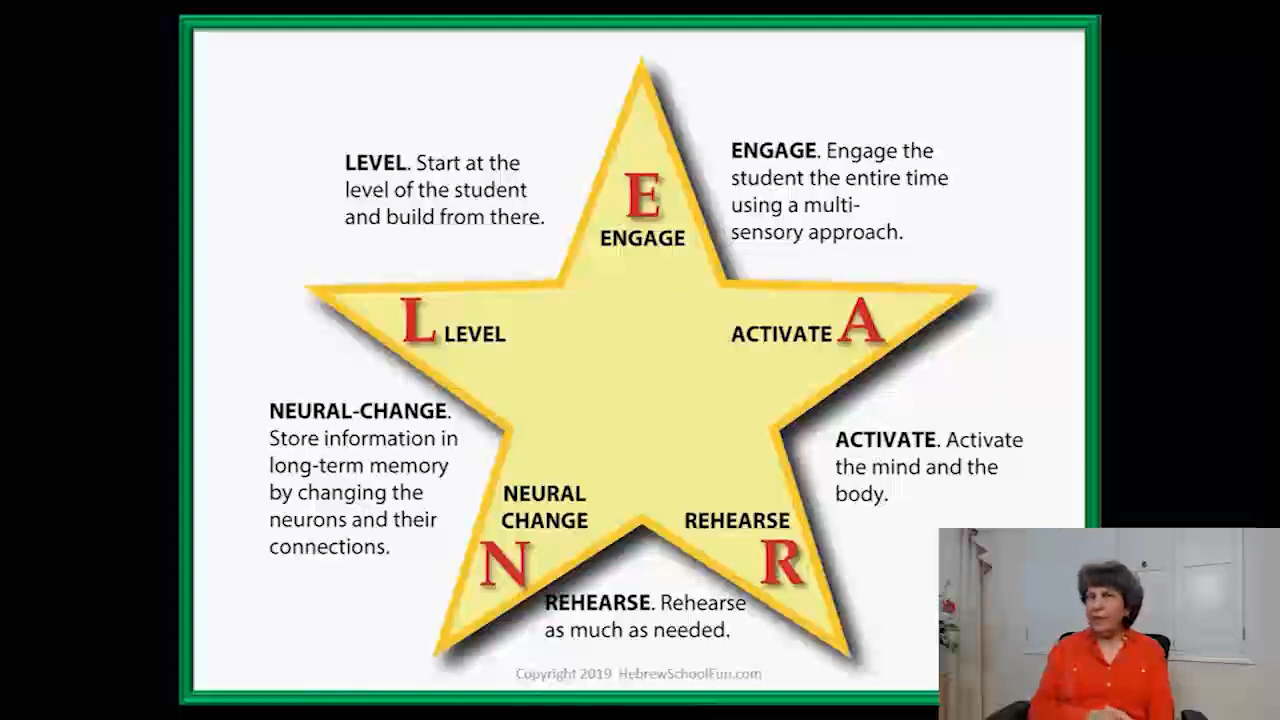 LEVEL. Start at the
level of the student
and build from there.
ENGAGE. Engage the
student the entire time
using a multi-
sensory approach.
E
ENGAGE
L LEVEL
ACTIVATE A
NEURAL-CHANGE.
Store information in
long-term memory
by changing the
neurons and their
connections.
ACTIVATE. Activate
the mind and the
body.
NEURAL
CHANGE
N
REHEARSE
R
REHEARSE. Rehearse
as much as needed.
Copyright 2019 HebrewSchoolFun.com